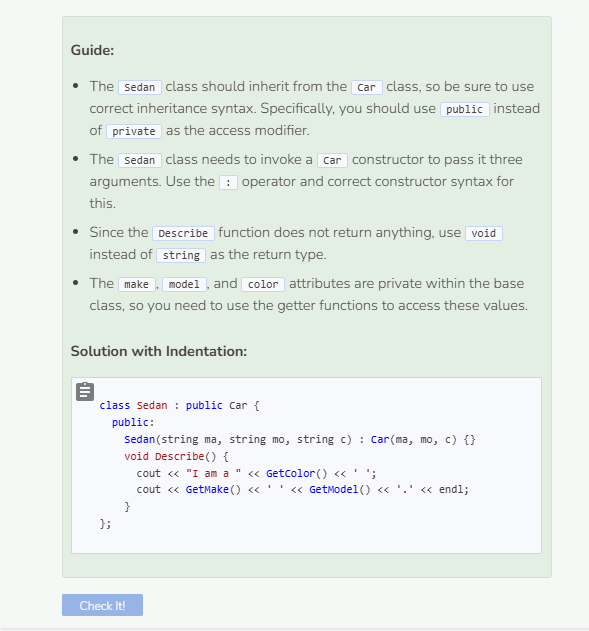 Guide:
The Sedan class should inherit from the Car class, so be sure to use
correct inheritance syntax. Specifically, you should use public instead
of private as the access modifier.
The Sedan class needs to invoke a Car constructor to pass it three
arguments. Use the : operator and correct constructor syntax for
this.
Since the Describe function does not return anything, use void
instead of string as the return type.
The make, model, and color attributes are private within the base
class, so you need to use the getter functions to access these values.
Solution with Indentation:
class Sedan : public Car {
  public:
    Sedan(string ma, string mo, string c) : Car(ma, mo, c) {}
    void Describe() {
      cout << "I am a " << GetColor() << ' ';
      cout << GetMake() << ' ' << GetModel() << '.' << endl;
    }
};
Check It!